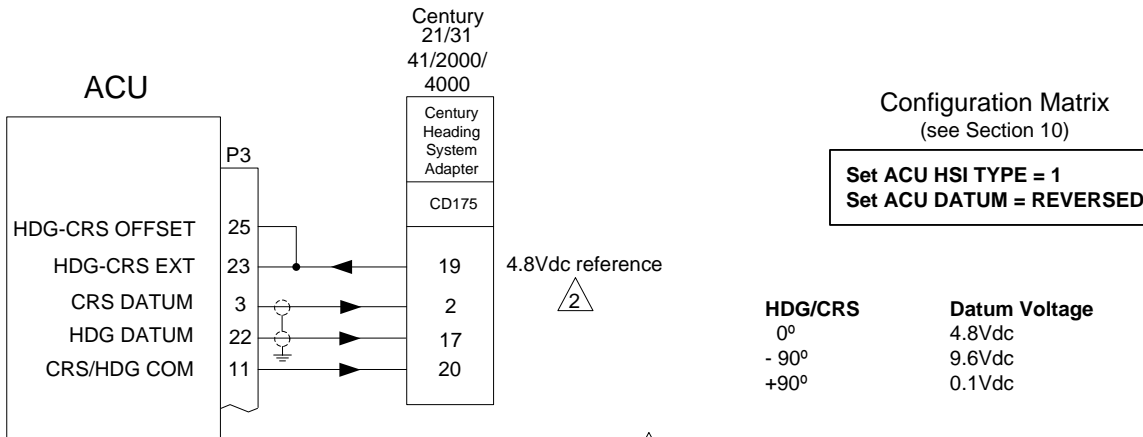 Century
21/31
41/2000/
4000
ACU
Century
Heading
System
Adapter
P3
CD175
HDG-CRS OFFSET 25
HDG-CRS EXT 23 19 4.8Vdc reference
CRS DATUM 3 2 2
HDG DATUM 22 17
CRS/HDG COM 11 20
Configuration Matrix
(see Section 10)
Set ACU HSI TYPE = 1
Set ACU DATUM = REVERSED
HDG/CRS Datum Voltage
0º 4.8Vdc
- 90º 9.6Vdc
+90º 0.1Vdc